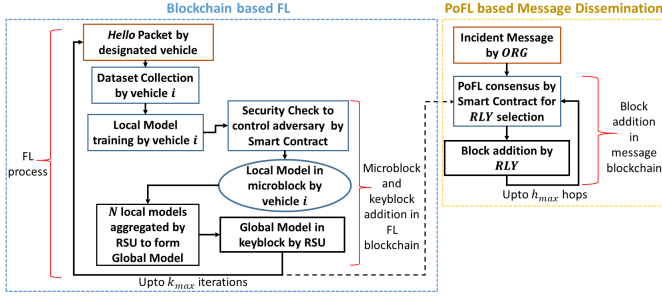 Blockchain based FL
Hello Packet by
designated vehicle
Dataset Collection
by vehicle i
Local Model
training by vehicle i
Security Check to
control adversary by
Smart Contract
Local Model in
microblock by
vehicle i
N local models
aggregated by
RSU to form
Global Model
Global Model in
keyblock by RSU
Upto k_max iterations
FL
process
Microblock
and
keyblock
addition in
FL
blockchain
PoFL based Message Dissemination
Incident Message
by ORG
PoFL consensus by
Smart Contract for
RLY selection
Block addition by
RLY
Upto h_max hops
Block
addition
in
message
blockchain